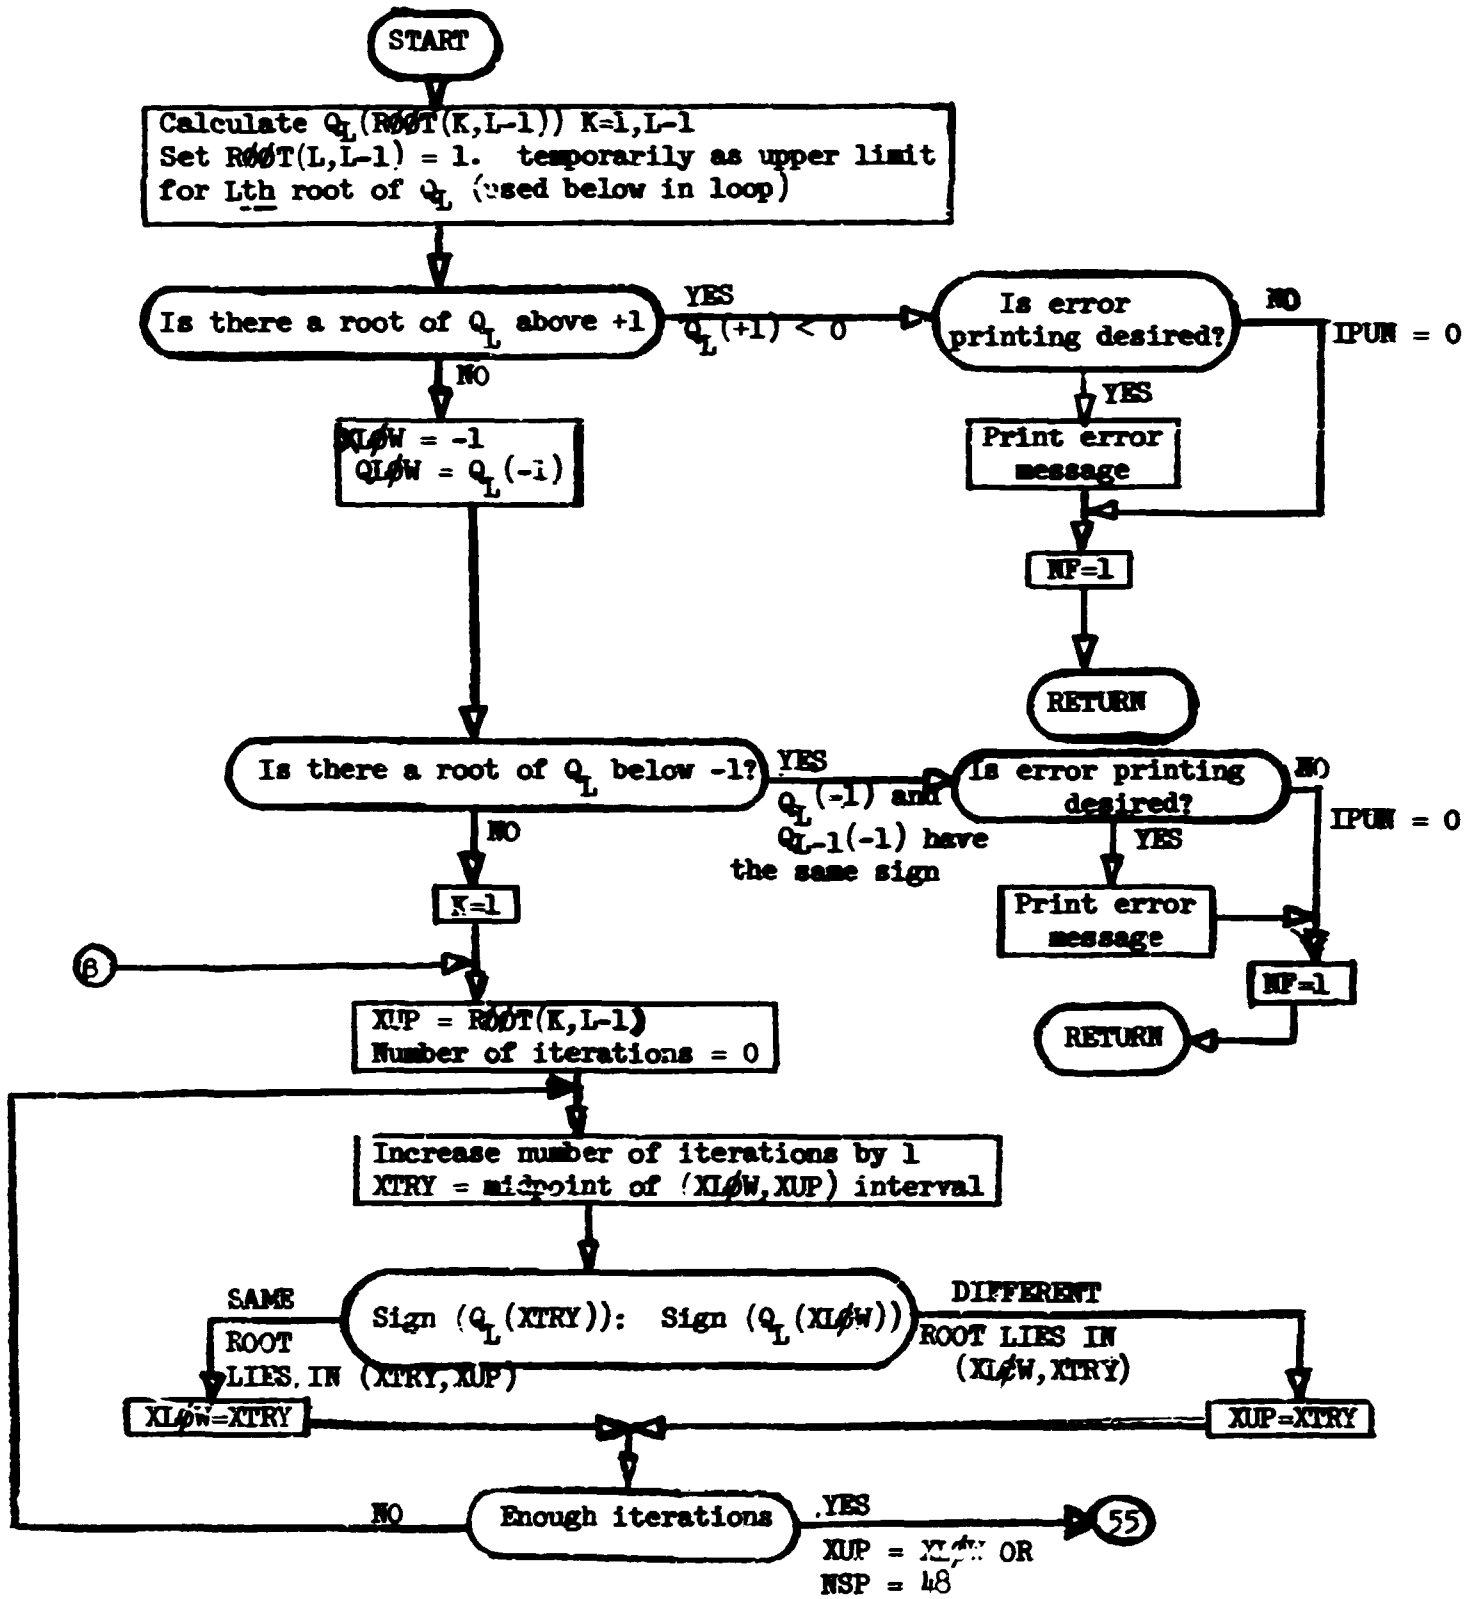 START
Calculate Q_L(RØØT(K,L-1)) K=1,L-1
Set RØØT(L,L-1) = 1. temporarily as upper limit
for Lth root of Q_L (used below in loop)
Is there a root of Q_L above +1
YES
Q_L(+1) < 0
Is error
printing desired?
NO
IPUN = 0
YES
Print error
message
NF=1
RETURN
NO
XLØW = -1
QLØW = Q_L(-1)
Is there a root of Q_L below -1?
YES
Q_L(-1) and
Q_L-1(-1) have
the same sign
Is error printing
desired?
NO
IPUN = 0
YES
Print error
message
NF=1
RETURN
NO
K=1
β
XUP = RØØT(K,L-1)
Number of iterations = 0
Increase number of iterations by 1
XTRY = midpoint of (XLØW,XUP) interval
Sign (Q_L(XTRY)): Sign (Q_L(XLØW))
SAME
ROOT
LIES IN (XTRY,XUP)
DIFFERENT
ROOT LIES IN
(XLØW,XTRY)
XLØW=XTRY
XUP=XTRY
Enough iterations
NO
YES
XUP = XLØW OR
NSP = 48
55